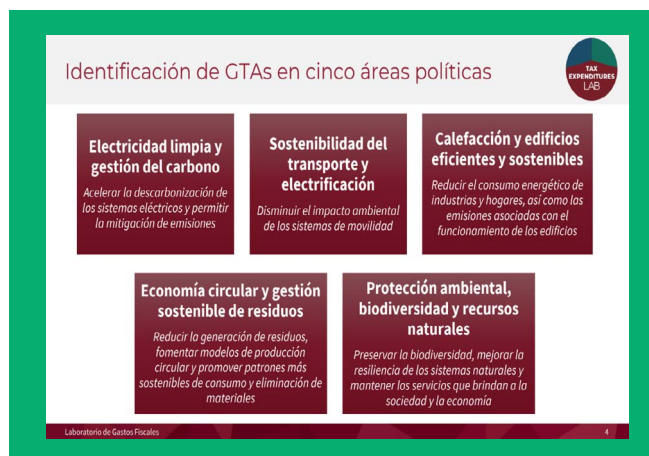 Identificación de GTAs en cinco áreas políticas
TAX
EXPENDITURES
LAB
Electricidad limpia y
gestión del carbono
Acelerar la descarbonización de
los sistemas eléctricos y permitir
la mitigación de emisiones
Sostenibilidad del
transporte y
electrificación
Disminuir el impacto ambiental
de los sistemas de movilidad
Calefacción y edificios
eficientes y sostenibles
Reducir el consumo energético de
industrias y hogares, así como las
emisiones asociadas con el
funcionamiento de los edificios
Economía circular y gestión
sostenible de residuos
Reducir la generación de residuos,
fomentar modelos de producción
circular y promover patrones más
sostenibles de consumo y eliminación de
materiales
Protección ambiental,
biodiversidad y recursos
naturales
Preservar la biodiversidad, mejorar la
resiliencia de los sistemas naturales y
mantener los servicios que brindan a la
sociedad y la economía
Laboratorio de Gastos Fiscales
4